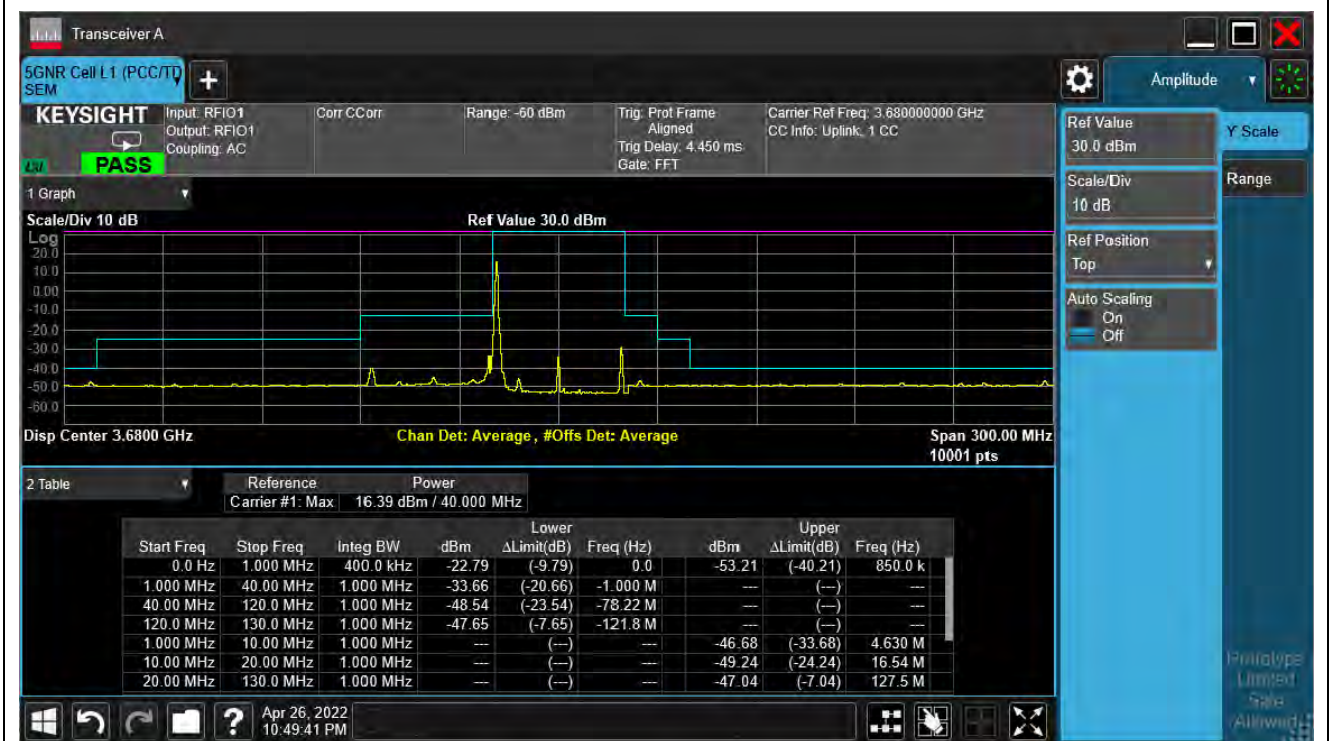 Transceiver A
5GNR Cell L1 (PCC/TD
SEM
+
Amplitude
KEYSIGHT
PASS
Input: RFIO1
Output: RFIO1
Coupling: AC
Corr CCorr
Range: -60 dBm
Trig: Prot Frame
Aligned
Trig Delay: 4.450 ms
Gate: FFT
Carrier Ref Freq: 3.680000000 GHz
CC Info: Uplink, 1 CC
Ref Value
30.0 dBm
Y Scale
Scale/Div
10 dB
Range
Ref Position
Top
Auto Scaling
On
Off
1 Graph
Scale/Div 10 dB
Ref Value 30.0 dBm
Log
20.0
10.0
0.00
-10.0
-20.0
-30.0
-40.0
-50.0
-60.0
Disp Center 3.6800 GHz
Chan Det: Average , #Offs Det: Average
Span 300.00 MHz
10001 pts
2 Table
Reference Power
Carrier #1: Max 16.39 dBm / 40.000 MHz
Lower Upper
Start Freq Stop Freq Integ BW dBm ΔLimit(dB) Freq (Hz) dBm ΔLimit(dB) Freq (Hz)
0.0 Hz 1.000 MHz 400.0 kHz -22.79 (-9.79) 0.0 -53.21 (-40.21) 850.0 k
1.000 MHz 40.00 MHz 1.000 MHz -33.66 (-20.66) -1.000 M --- (---) ---
40.00 MHz 120.0 MHz 1.000 MHz -48.54 (-23.54) -78.22 M --- (---) ---
120.0 MHz 130.0 MHz 1.000 MHz -47.65 (-7.65) -121.8 M --- (---) ---
1.000 MHz 10.00 MHz 1.000 MHz --- (---) --- -46.68 (-33.68) 4.630 M
10.00 MHz 20.00 MHz 1.000 MHz --- (---) --- -49.24 (-24.24) 16.54 M
20.00 MHz 130.0 MHz 1.000 MHz --- (---) --- -47.04 (-7.04) 127.5 M
Prototype
Limited
Sale
Allowed
?
Apr 26, 2022
10:49:41 PM